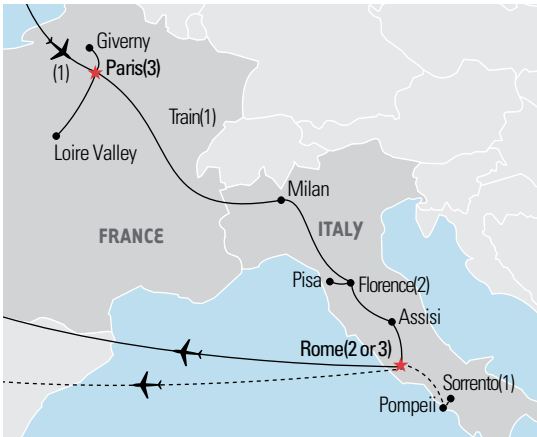 Giverny
(1)
Paris(3)
Train(1)
Loire Valley
Milan
FRANCE
ITALY
Pisa
Florence(2)
Assisi
Rome(2 or 3)
Sorrento(1)
Pompeii